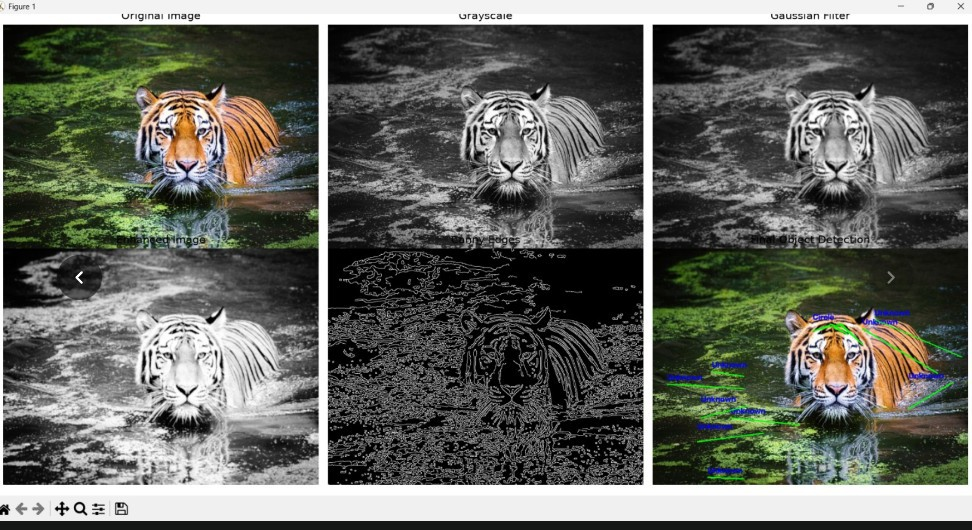 Figure 1
Original Image
Grayscale
Gaussian Filter
Enhanced Image
Canny Edges
Final Object Detection
Circle
Unknown
Unknown
Unknown
Unknown
Unknown
Unknown
Unknown